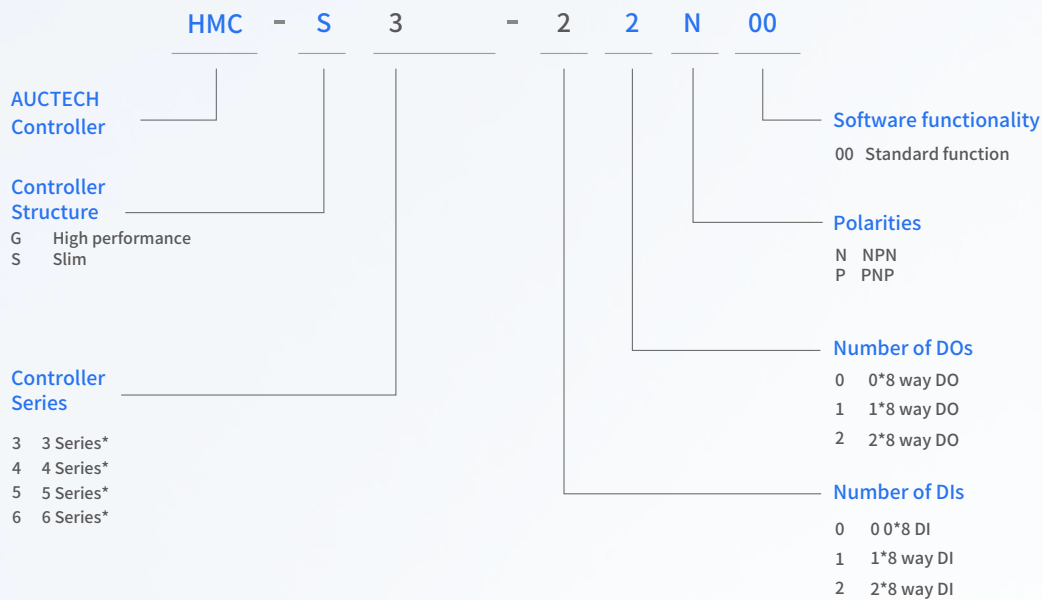 HMC - S 3 - 2 2 N 00
AUCTECH
Controller
Controller
Structure
G High performance
S Slim
Controller
Series
3 3 Series*
4 4 Series*
5 5 Series*
6 6 Series*
Software functionality
00 Standard function
Polarities
N NPN
P PNP
Number of DOs
0 0*8 way DO
1 1*8 way DO
2 2*8 way DO
Number of DIs
0 0 0*8 DI
1 1*8 way DI
2 2*8 way DI